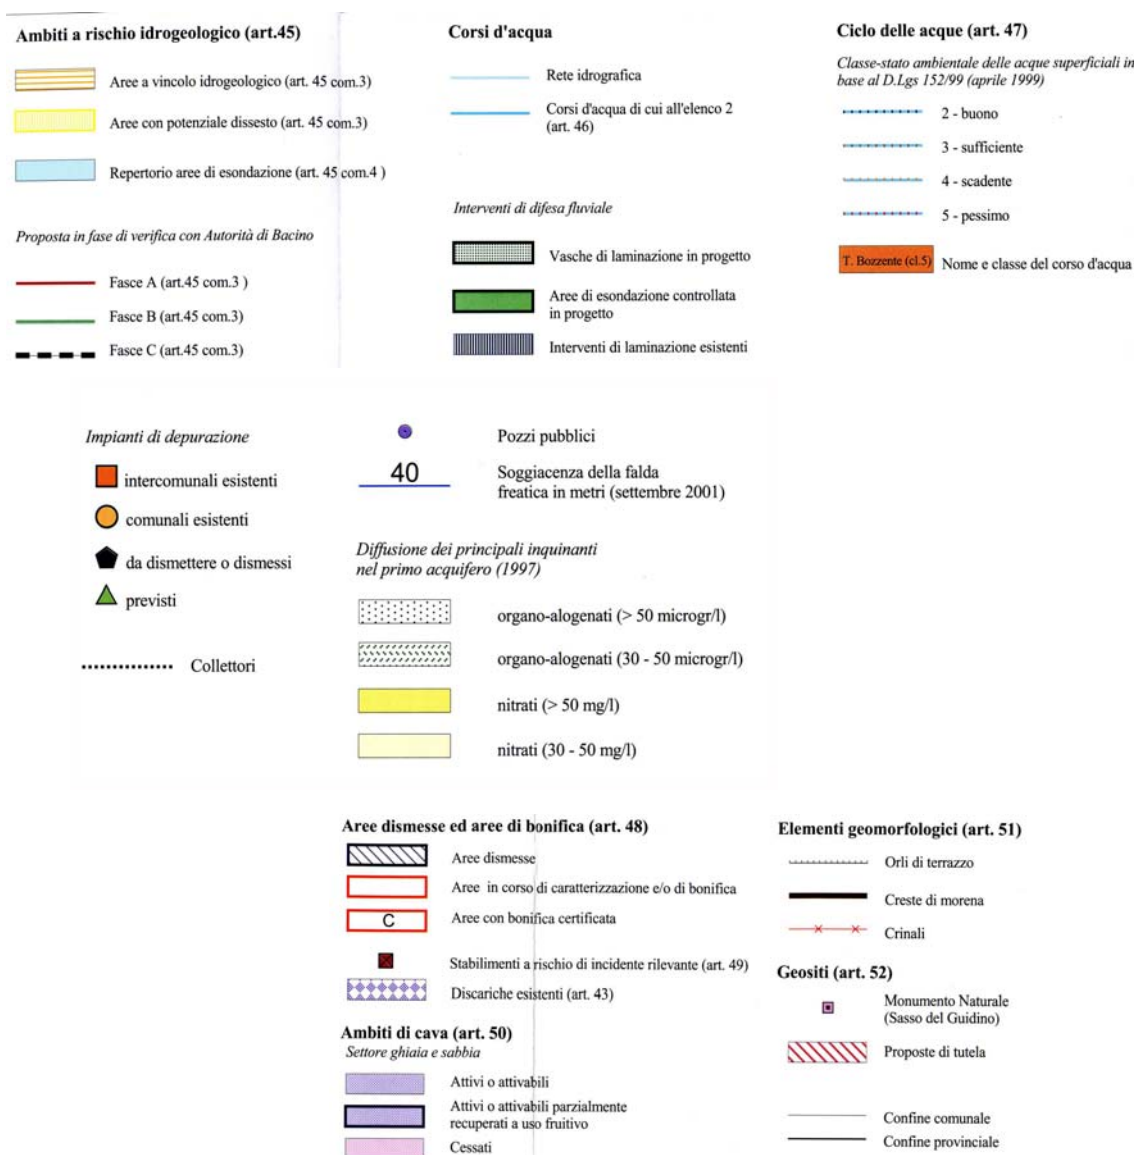 Ambiti a rischio idrogeologico (art.45)
Aree a vincolo idrogeologico (art. 45 com.3)
Aree con potenziale dissesto (art. 45 com.3)
Repertorio aree di esondazione (art. 45 com.4 )
Proposta in fase di verifica con Autorità di Bacino
Fasce A (art.45 com.3 )
Fasce B (art.45 com.3)
Fasce C (art.45 com.3)
Corsi d'acqua
Rete idrografica
Corsi d'acqua di cui all'elenco 2
(art. 46)
Interventi di difesa fluviale
Vasche di laminazione in progetto
Aree di esondazione controllata
in progetto
Interventi di laminazione esistenti
Ciclo delle acque (art. 47)
Classe-stato ambientale delle acque superficiali in
base al D.Lgs 152/99 (aprile 1999)
2 - buono
3 - sufficiente
4 - scadente
5 - pessimo
T. Bozzente (cl.5) Nome e classe del corso d'acqua
Impianti di depurazione
intercomunali esistenti
comunali esistenti
da dismettere o dismessi
previsti
Collettori
Pozzi pubblici
40 Soggiacenza della falda
freatica in metri (settembre 2001)
Diffusione dei principali inquinanti
nel primo acquifero (1997)
organo-alogenati (> 50 microgr/l)
organo-alogenati (30 - 50 microgr/l)
nitrati (> 50 mg/l)
nitrati (30 - 50 mg/l)
Aree dismesse ed aree di bonifica (art. 48)
Aree dismesse
Aree in corso di caratterizzazione e/o di bonifica
C Aree con bonifica certificata
Stabilimenti a rischio di incidente rilevante (art. 49)
Discariche esistenti (art. 43)
Ambiti di cava (art. 50)
Settore ghiaia e sabbia
Attivi o attivabili
Attivi o attivabili parzialmente
recuperati a uso fruitivo
Cessati
Elementi geomorfologici (art. 51)
Orli di terrazzo
Creste di morena
Crinali
Geositi (art. 52)
Monumento Naturale
(Sasso del Guidino)
Proposte di tutela
Confine comunale
Confine provinciale